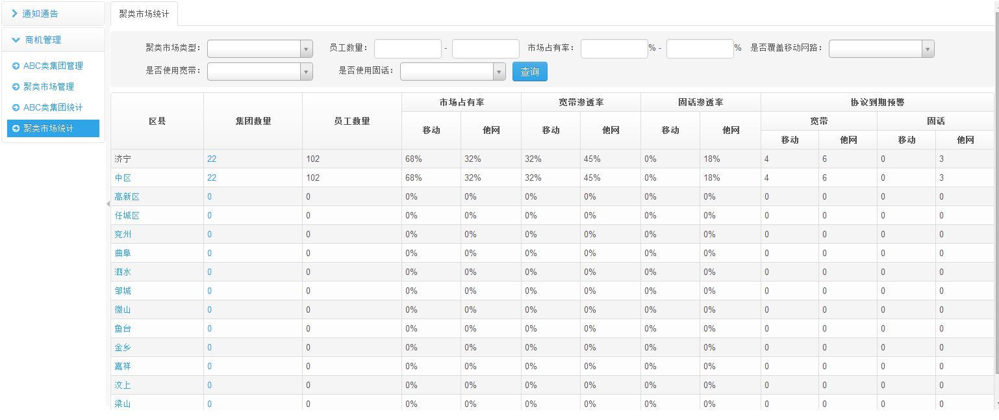 通知通告
商机管理
ABC类集团管理
聚类市场管理
ABC类集团统计
聚类市场统计
聚类市场统计
聚类市场类型： 员工数量： - 市场占有率： % - % 是否覆盖移动网路：
是否使用宽带： 是否使用固话： 查询
区县 集团数量 员工数量 市场占有率 宽带渗透率 固话渗透率 协议到期预警
移动 他网 移动 他网 移动 他网 宽带 固话
移动 他网 移动 他网
济宁 22 102 68% 32% 32% 45% 0% 18% 4 6 0 3
中区 22 102 68% 32% 32% 45% 0% 18% 4 6 0 3
高新区 0 0 0% 0% 0% 0% 0% 0% 0 0 0 0
任城区 0 0 0% 0% 0% 0% 0% 0% 0 0 0 0
兖州 0 0 0% 0% 0% 0% 0% 0% 0 0 0 0
曲阜 0 0 0% 0% 0% 0% 0% 0% 0 0 0 0
泗水 0 0 0% 0% 0% 0% 0% 0% 0 0 0 0
邹城 0 0 0% 0% 0% 0% 0% 0% 0 0 0 0
微山 0 0 0% 0% 0% 0% 0% 0% 0 0 0 0
鱼台 0 0 0% 0% 0% 0% 0% 0% 0 0 0 0
金乡 0 0 0% 0% 0% 0% 0% 0% 0 0 0 0
嘉祥 0 0 0% 0% 0% 0% 0% 0% 0 0 0 0
汶上 0 0 0% 0% 0% 0% 0% 0% 0 0 0 0
梁山 0 0 0% 0% 0% 0% 0% 0% 0 0 0 0